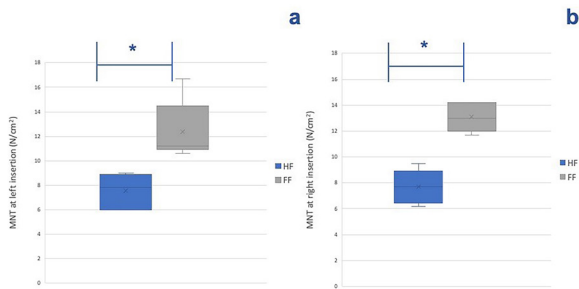 a
*
MNT at left insertion (N/cm²)
18
16
14
12
10
8
6
4
2
0
HF
FF
b
*
MNT at right insertion (N/cm²)
18
16
14
12
10
8
6
4
2
0
HF
FF